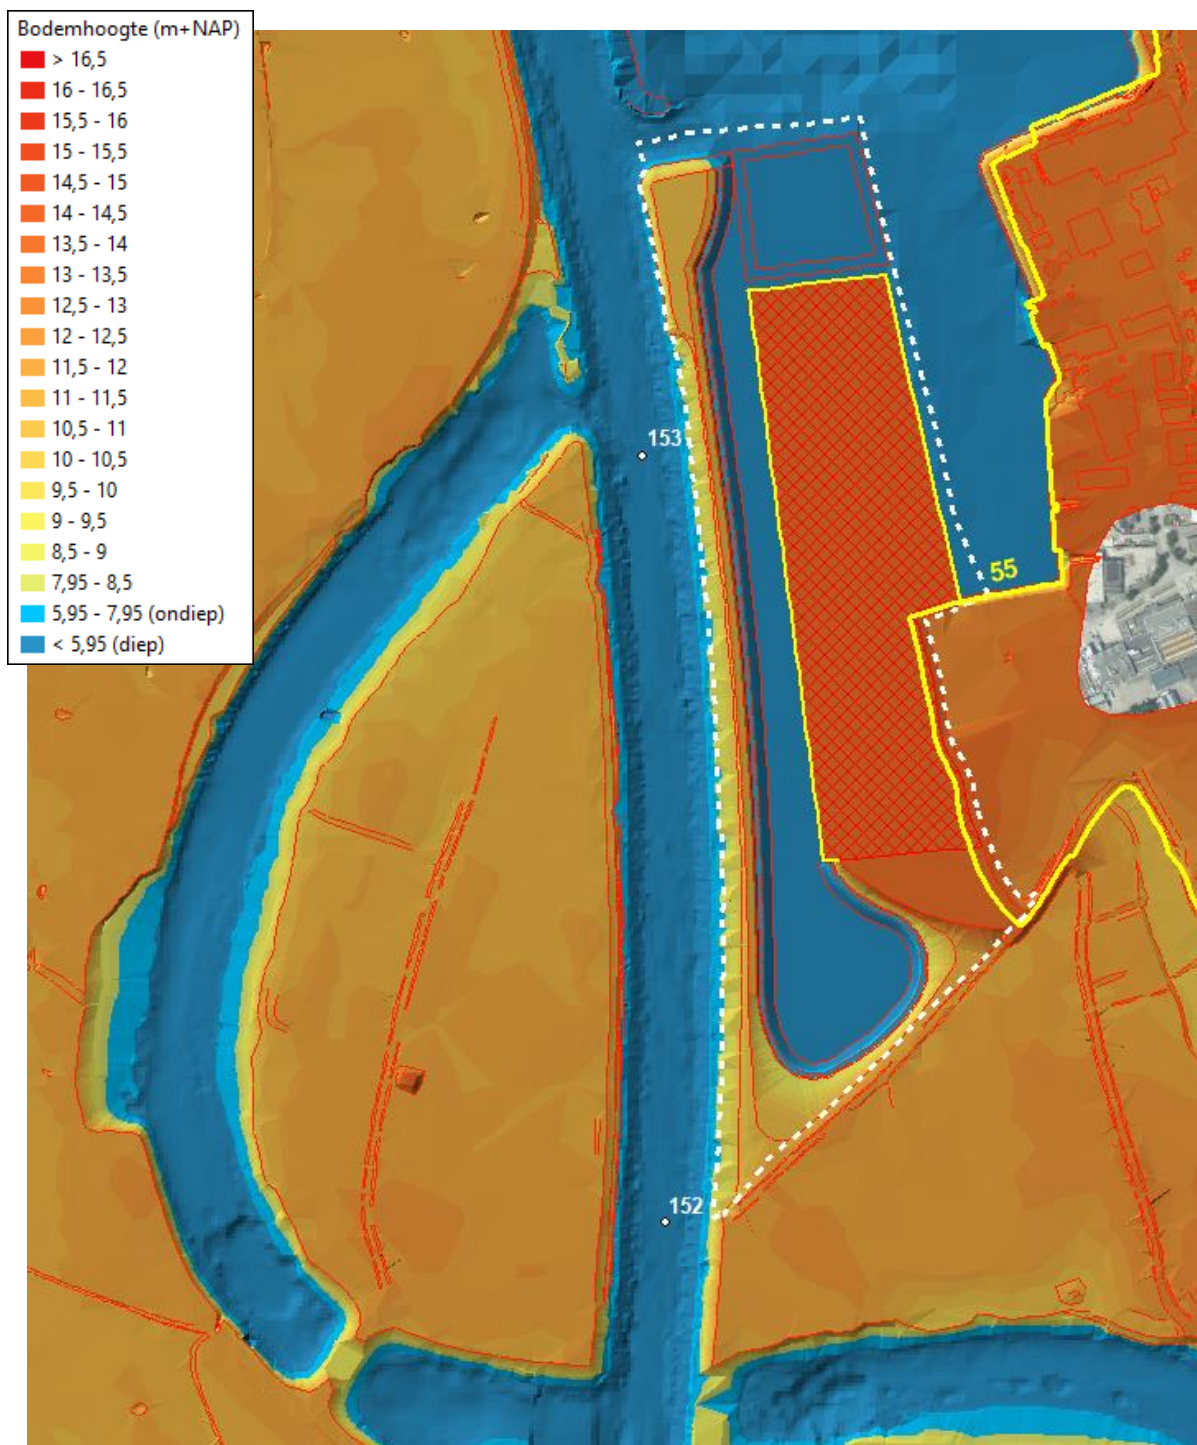 Bodemhoogte (m+NAP)
> 16,5
16 - 16,5
15,5 - 16
15 - 15,5
14,5 - 15
14 - 14,5
13,5 - 14
13 - 13,5
12,5 - 13
12 - 12,5
11,5 - 12
11 - 11,5
10,5 - 11
10 - 10,5
9,5 - 10
9 - 9,5
8,5 - 9
7,95 - 8,5
5,95 - 7,95 (ondiep)
< 5,95 (diep)
153
55
152